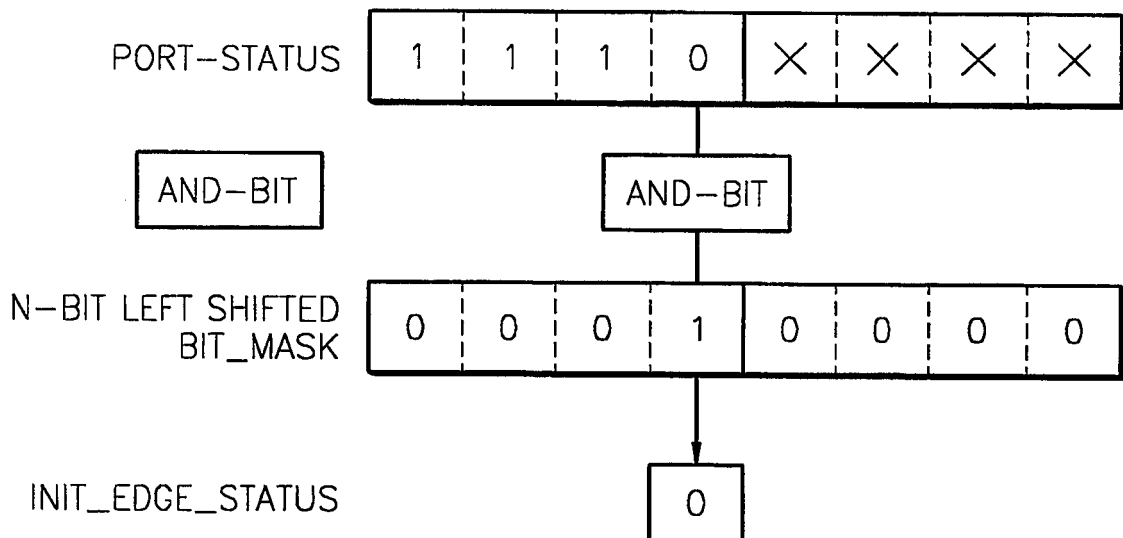 PORT-STATUS 1 1 1 0 X X X X
AND-BIT AND-BIT
N-BIT LEFT SHIFTED
BIT_MASK 0 0 0 1 0 0 0 0
INIT_EDGE_STATUS 0